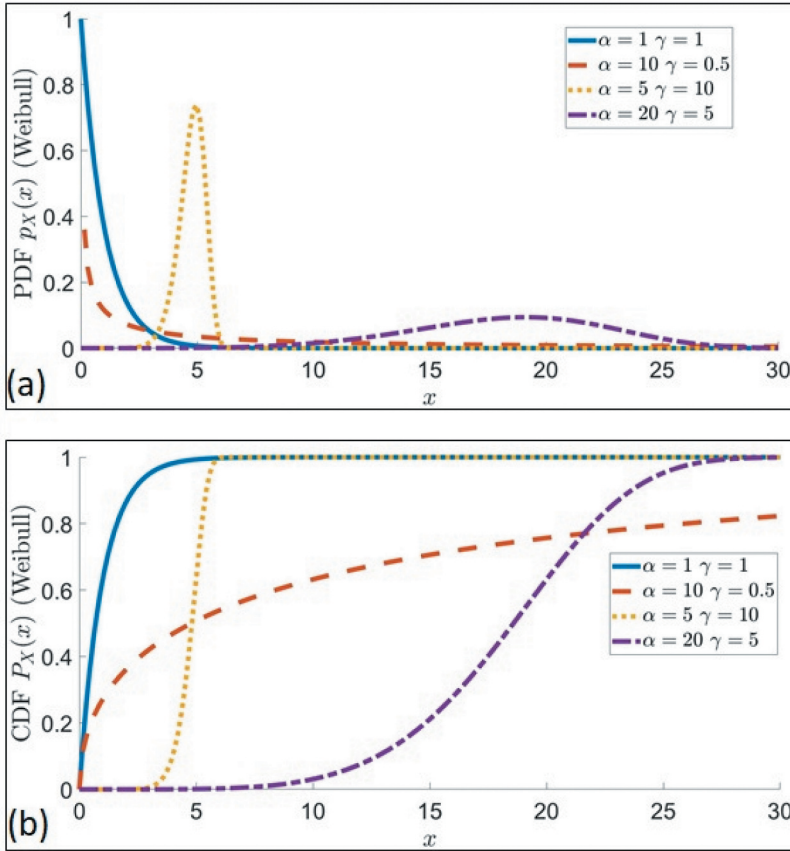 PDF pX(x) (Weibull)
1
0.8
0.6
0.4
0.2
0
α = 1 γ = 1
α = 10 γ = 0.5
α = 5 γ = 10
α = 20 γ = 5
0 5 10 15 20 25 30
x
(a)
CDF PX(x) (Weibull)
1
0.8
0.6
0.4
0.2
0
α = 1 γ = 1
α = 10 γ = 0.5
α = 5 γ = 10
α = 20 γ = 5
0 5 10 15 20 25 30
x
(b)